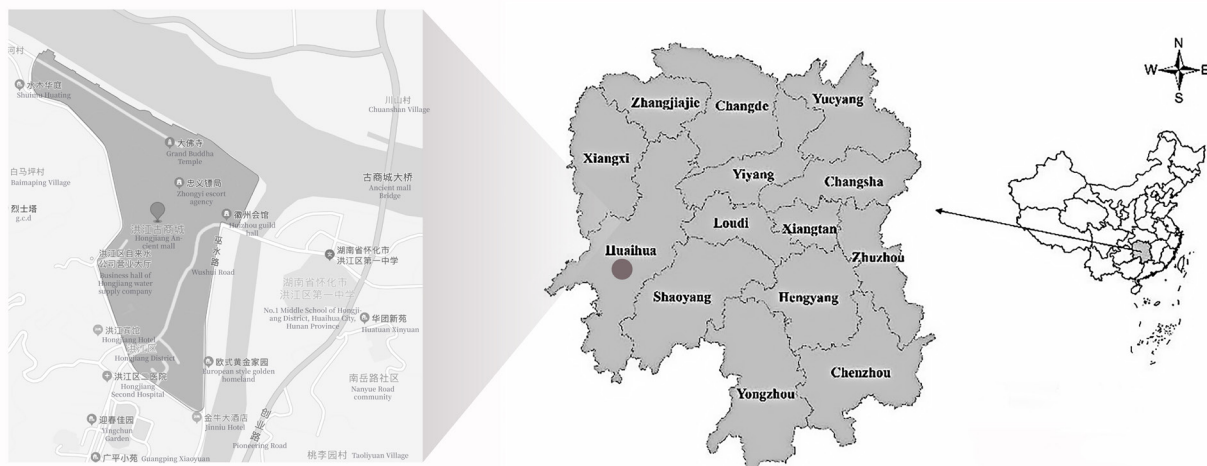 河村
水木华庭
Shuimu Huating
川山村
Chuanshan Village
大佛寺
Grand Buddha
Temple
白马坪村
Baimaping Village
忠义镖局
Zhongyi escort
agency
古商城大桥
Ancient mall
Bridge
烈士塔
g.c.d
徽州会馆
Huizhou guild
hall
洪江古商城
Hongjiang An-
cient mall
巫水路
Wushui Road
湖南省怀化市
洪江区第一中学
洪江区自来水
公司营业大厅
Business hall of
Hongjiang water
supply company
湖南省怀化市
洪江区第一中学
No.1 Middle School of Hongji-
ang District, Huaihua City,
Hunan Province
华团新苑
Huatuan Xinyuan
洪江宾馆
Hongjiang Hotel
洪江区
Hongjiang District
欧式黄金家园
European style golden
homeland
洪江区二医院
Hongjiang
Second Hospital
南岳路社区
Nanyue Road
community
迎春佳园
Yingchun
Garden
金牛大酒店
Jinniu Hotel
创业路
Pioneering Road
广平小苑 Guangping Xiaoyuan
桃李园村 Taoliyuan Village
Zhangjiajie
Changde
Yueyang
Xiangxi
Yiyang
Changsha
Loudi
Xiangtan
Huaihua
Zhuzhou
Shaoyang
Hengyang
Chenzhou
Yongzhou
N
W E
S